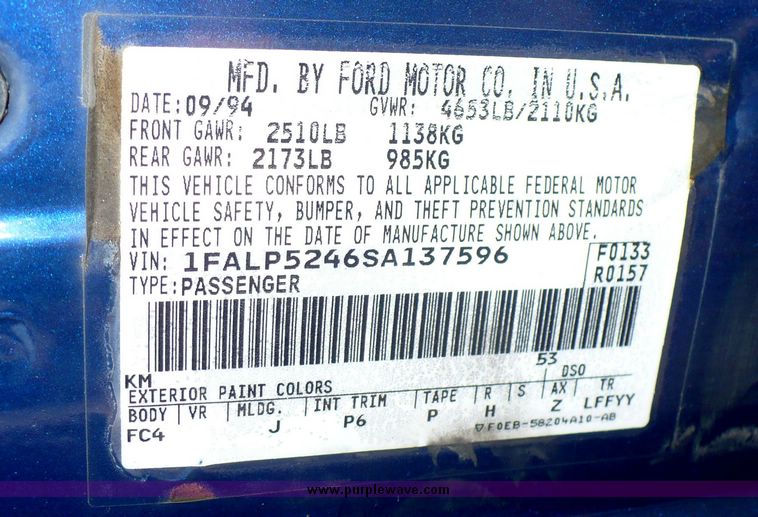 MFD. BY FORD MOTOR CO. IN U.S.A.
DATE: 09/94 GVWR: 4653LB/2110KG
FRONT GAWR: 2510LB 1138KG
REAR GAWR: 2173LB 985KG
THIS VEHICLE CONFORMS TO ALL APPLICABLE FEDERAL MOTOR
VEHICLE SAFETY, BUMPER, AND THEFT PREVENTION STANDARDS
IN EFFECT ON THE DATE OF MANUFACTURE SHOWN ABOVE.
VIN: 1FALP5246SA137596 F0133
TYPE: PASSENGER R0157
53
KM DSO
EXTERIOR PAINT COLORS
BODY VR MLDG. INT TRIM TAPE R S AX TR
FC4 J P6 P H Z LFFYY
F0EB-58204A10-AB
www.purplewave.com